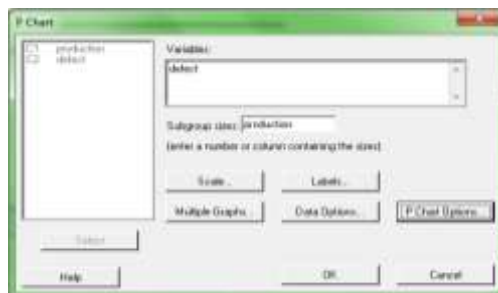 P Chart
C1 production
C2 defect
Variables:
defect
Subgroup sizes: production
(enter a number or column containing the sizes)
Scale...
Labels...
Multiple Graphs...
Data Options...
P Chart Options...
Select
Help
OK
Cancel